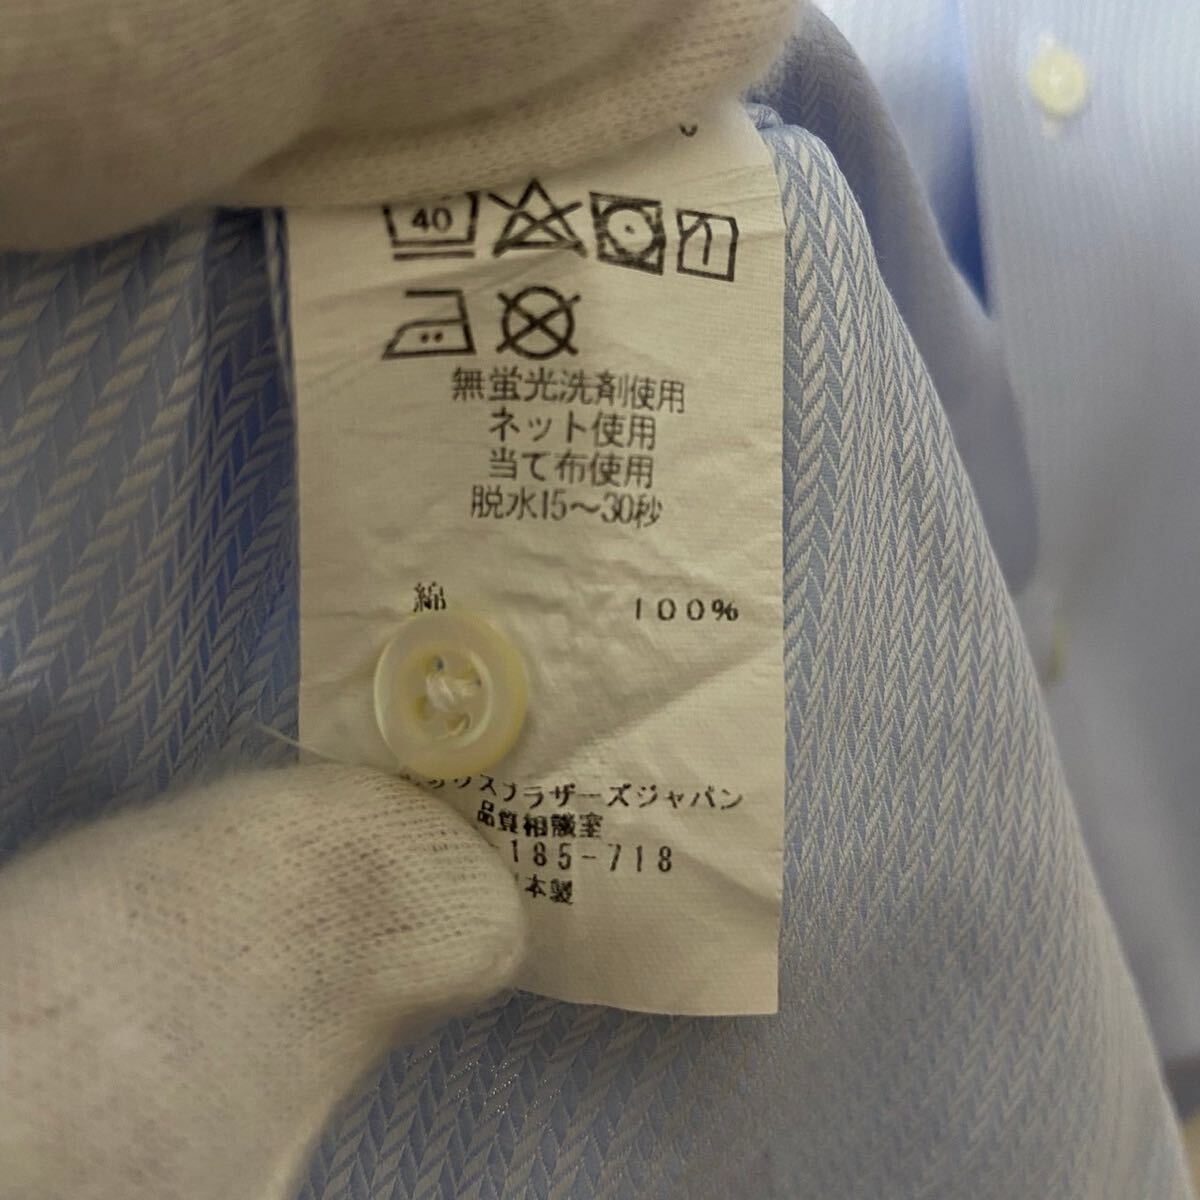 40
無蛍光洗剤使用
ネット使用
当て布使用
脱水15〜30秒
綿 100%
スブラザーズジャパン
品質相談室
-185-718
本製